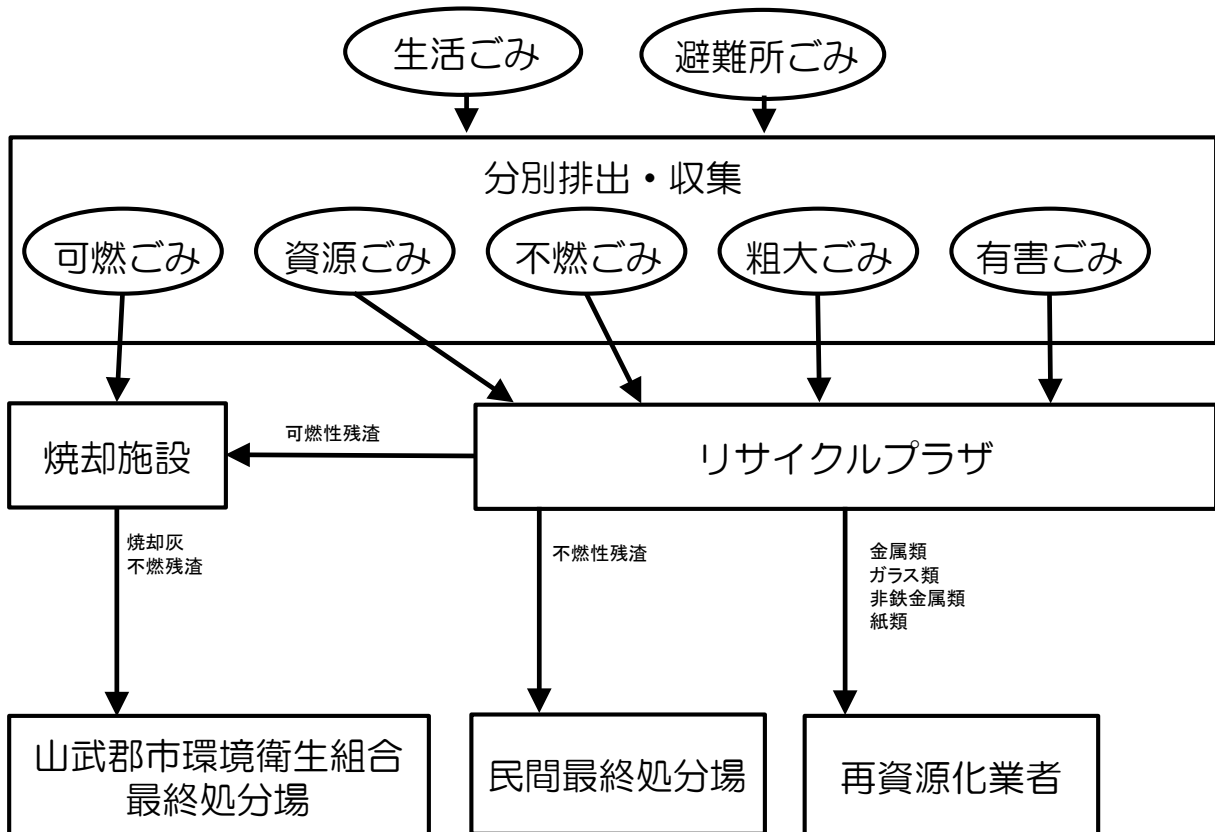 生活ごみ
避難所ごみ
分別排出・収集
可燃ごみ
資源ごみ
不燃ごみ
粗大ごみ
有害ごみ
焼却施設
可燃性残渣
リサイクルプラザ
焼却灰
不燃残渣
不燃性残渣
金属類
ガラス類
非鉄金属類
紙類
山武郡市環境衛生組合
最終処分場
民間最終処分場
再資源化業者